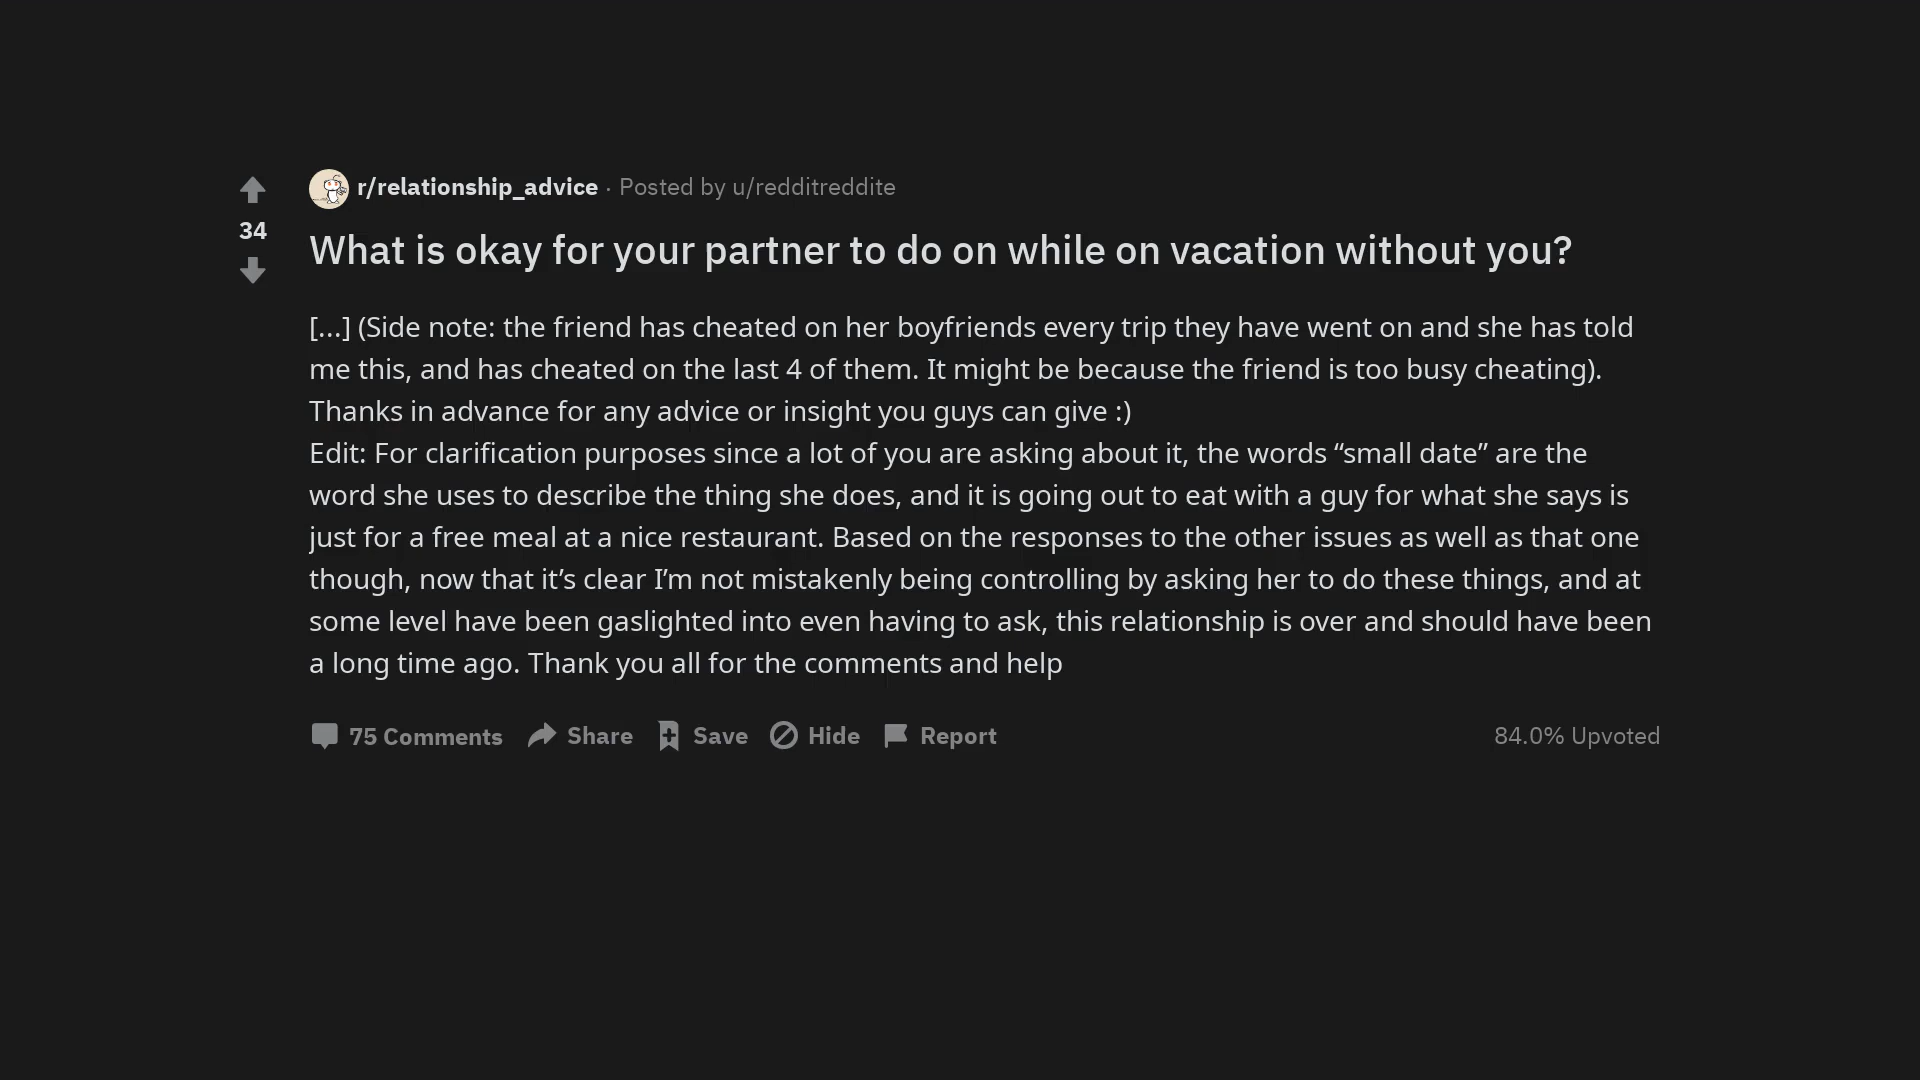 r/relationship_advice · Posted by u/redditreddite
34
What is okay for your partner to do on while on vacation without you?
[...] (Side note: the friend has cheated on her boyfriends every trip they have went on and she has told
me this, and has cheated on the last 4 of them. It might be because the friend is too busy cheating).
Thanks in advance for any advice or insight you guys can give :)
Edit: For clarification purposes since a lot of you are asking about it, the words “small date” are the
word she uses to describe the thing she does, and it is going out to eat with a guy for what she says is
just for a free meal at a nice restaurant. Based on the responses to the other issues as well as that one
though, now that it’s clear I’m not mistakenly being controlling by asking her to do these things, and at
some level have been gaslighted into even having to ask, this relationship is over and should have been
a long time ago. Thank you all for the comments and help
75 Comments Share Save Hide Report 84.0% Upvoted